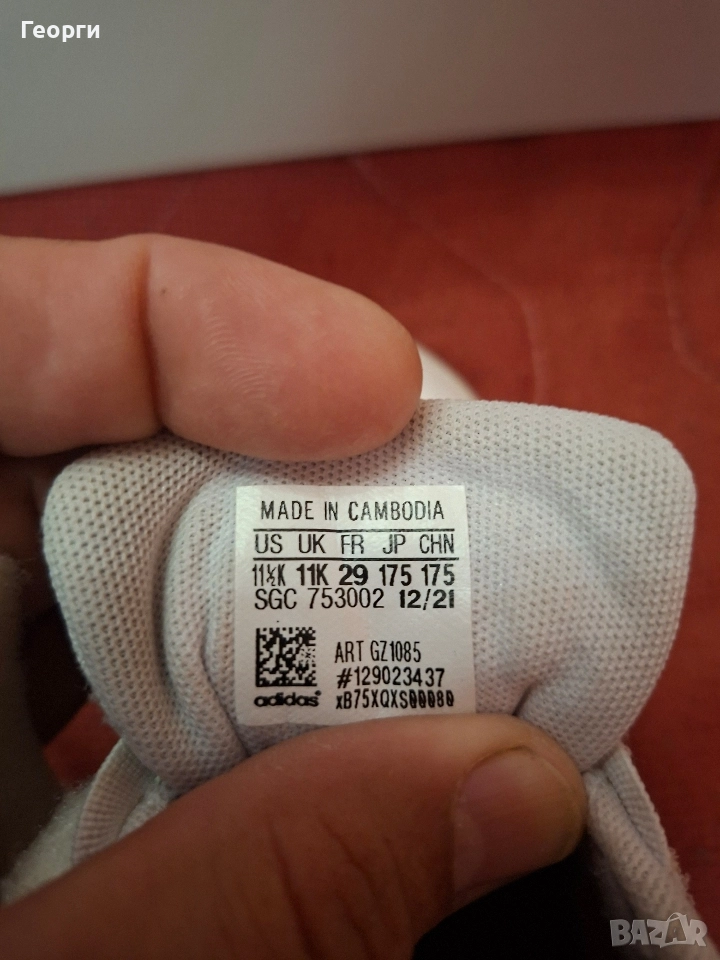 Георги
MADE IN CAMBODIA
US UK FR JP CHN
11½K 11K 29 175 175
SGC 753002 12/21
ART GZ1085
#129023437
adidas xB75XQXS00080
BAZAR